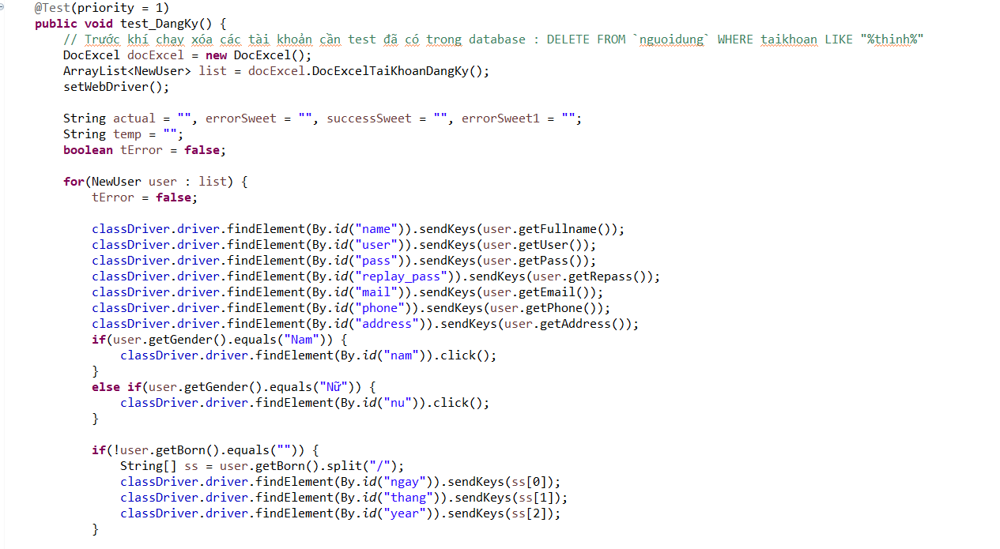 @Test(priority = 1)
public void test_DangKy() {
// Trước khí chạy xóa các tài khoản cần test đã có trong database : DELETE FROM `nguoidung` WHERE taikhoan LIKE "%thinh%"
DocExcel docExcel = new DocExcel();
ArrayList<NewUser> list = docExcel.DocExcelTaiKhoanDangKy();
setWebDriver();
String actual = "", errorSweet = "", successSweet = "", errorSweet1 = "";
String temp = "";
boolean tError = false;
for(NewUser user : list) {
tError = false;
classDriver.driver.findElement(By.id("name")).sendKeys(user.getFullname());
classDriver.driver.findElement(By.id("user")).sendKeys(user.getUser());
classDriver.driver.findElement(By.id("pass")).sendKeys(user.getPass());
classDriver.driver.findElement(By.id("replay_pass")).sendKeys(user.getRepass());
classDriver.driver.findElement(By.id("mail")).sendKeys(user.getEmail());
classDriver.driver.findElement(By.id("phone")).sendKeys(user.getPhone());
classDriver.driver.findElement(By.id("address")).sendKeys(user.getAddress());
if(user.getGender().equals("Nam")) {
classDriver.driver.findElement(By.id("nam")).click();
}
else if(user.getGender().equals("Nữ")) {
classDriver.driver.findElement(By.id("nu")).click();
}
if(!user.getBorn().equals("")) {
String[] ss = user.getBorn().split("/");
classDriver.driver.findElement(By.id("ngay")).sendKeys(ss[0]);
classDriver.driver.findElement(By.id("thang")).sendKeys(ss[1]);
classDriver.driver.findElement(By.id("year")).sendKeys(ss[2]);
}